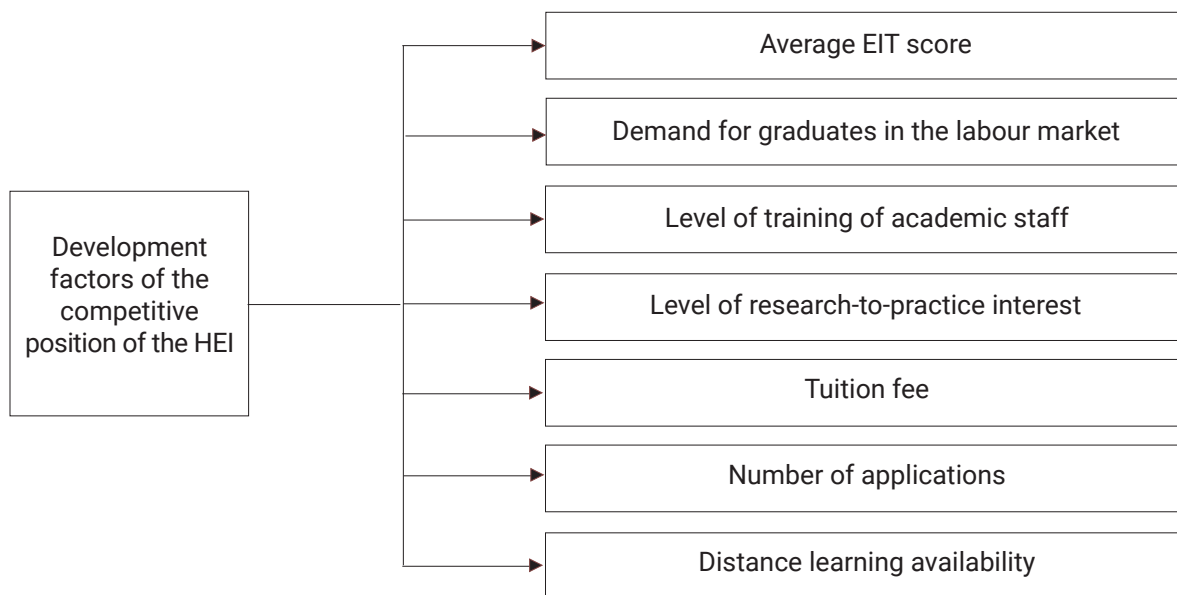 Average EIT score
Demand for graduates in the labour market
Level of training of academic staff
Development
factors of the
competitive
position of the HEI
Level of research-to-practice interest
Tuition fee
Number of applications
Distance learning availability